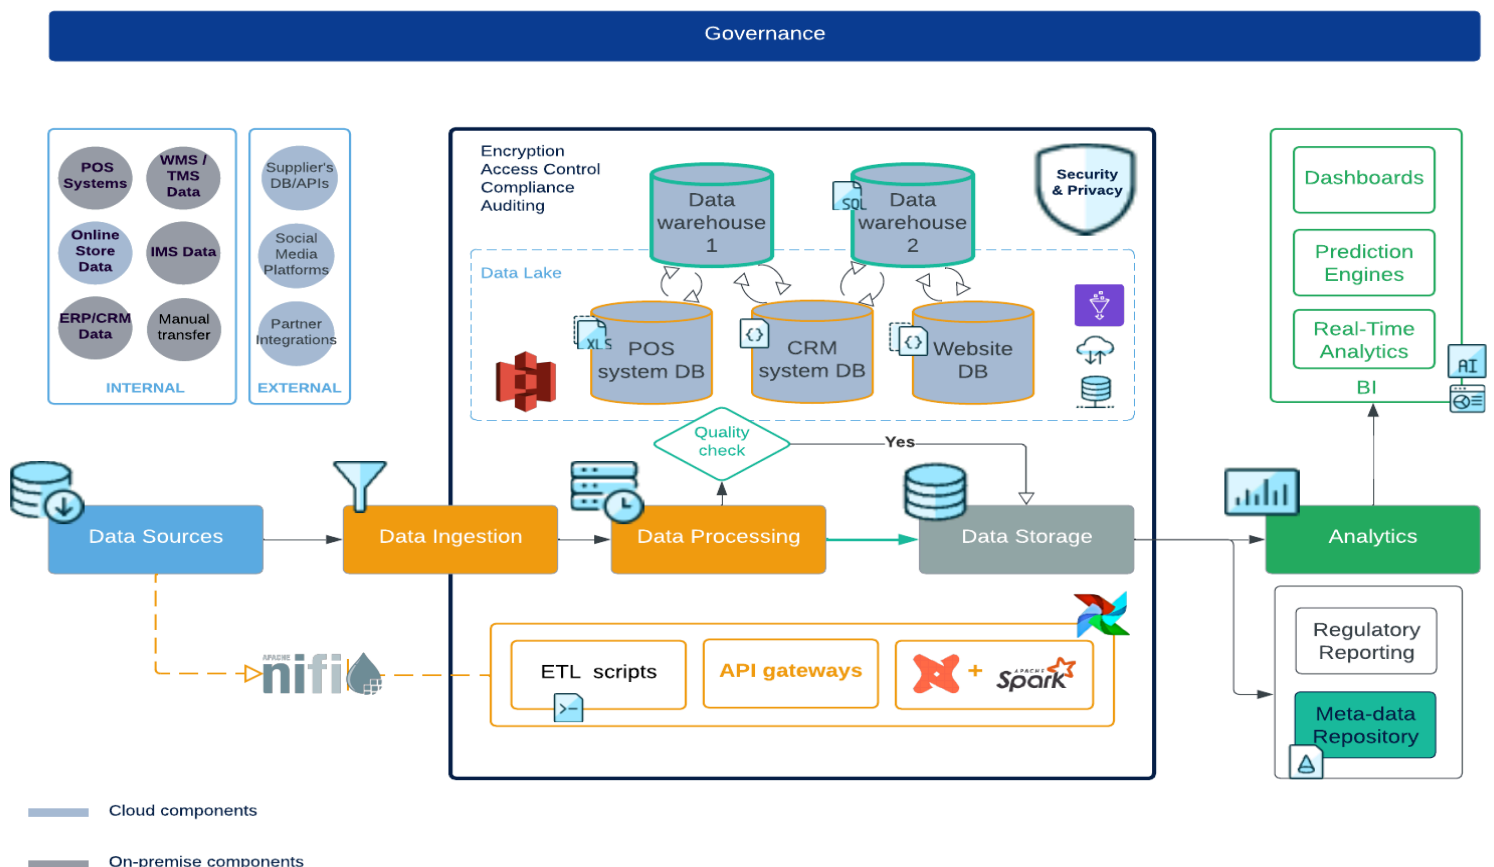 Governance
POS
Systems
WMS /
TMS
Data
Online
Store
Data
IMS Data
ERP/CRM
Data
Manual
transfer
INTERNAL
Supplier's
DB/APIs
Social
Media
Platforms
Partner
Integrations
EXTERNAL
Encryption
Access Control
Compliance
Auditing
Data
warehouse
1
SQL
Data
warehouse
2
Security
& Privacy
Data Lake
XLS
POS
system DB
{}
CRM
system DB
{}
Website
DB
Quality
check
Yes
Dashboards
Prediction
Engines
Real-Time
Analytics
BI
AI
Data Sources
Data Ingestion
Data Processing
Data Storage
Analytics
APACHE
nifi
ETL scripts
>-
API gateways
+
APACHE
Spark
Regulatory
Reporting
Meta-data
Repository
Cloud components
On-premise components